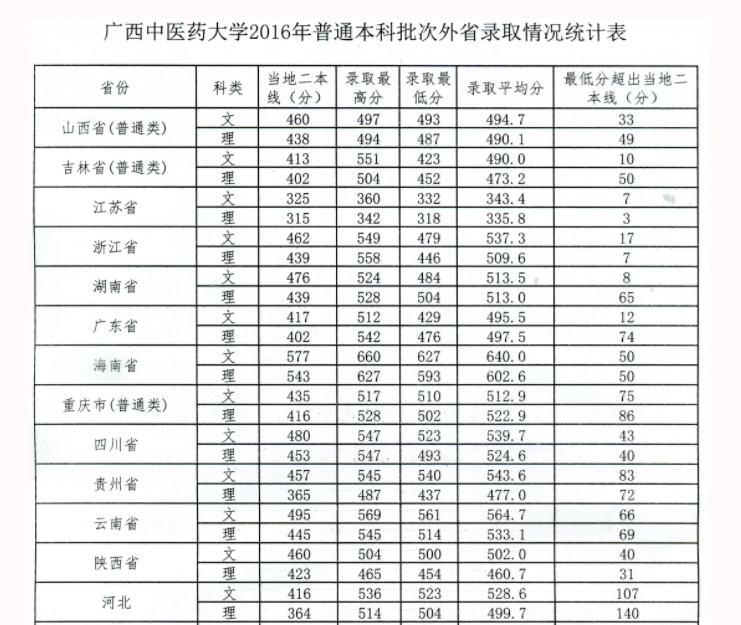 广西中医药大学2016年普通本科批次外省录取情况统计表
省份 科类 当地二本线（分） 录取最高分 录取最低分 录取平均分 最低分超出当地二本线（分）
山西省(普通类) 文 460 497 493 494.7 33
理 438 494 487 490.1 49
吉林省(普通类) 文 413 551 423 490.0 10
理 402 504 452 473.2 50
江苏省 文 325 360 332 343.4 7
理 315 342 318 335.8 3
浙江省 文 462 549 479 537.3 17
理 439 558 446 509.6 7
湖南省 文 476 524 484 513.5 8
理 439 528 504 513.0 65
广东省 文 417 512 429 495.5 12
理 402 542 476 497.5 74
海南省 文 577 660 627 640.0 50
理 543 627 593 602.6 50
重庆市(普通类) 文 435 517 510 512.9 75
理 416 528 502 522.9 86
四川省 文 480 547 523 539.7 43
理 453 547 493 524.6 40
贵州省 文 457 545 540 543.6 83
理 365 487 437 477.0 72
云南省 文 495 569 561 564.7 66
理 445 545 514 533.1 69
陕西省 文 460 504 500 502.0 40
理 423 465 454 460.7 31
河北 文 416 536 523 528.6 107
理 364 514 504 499.7 140